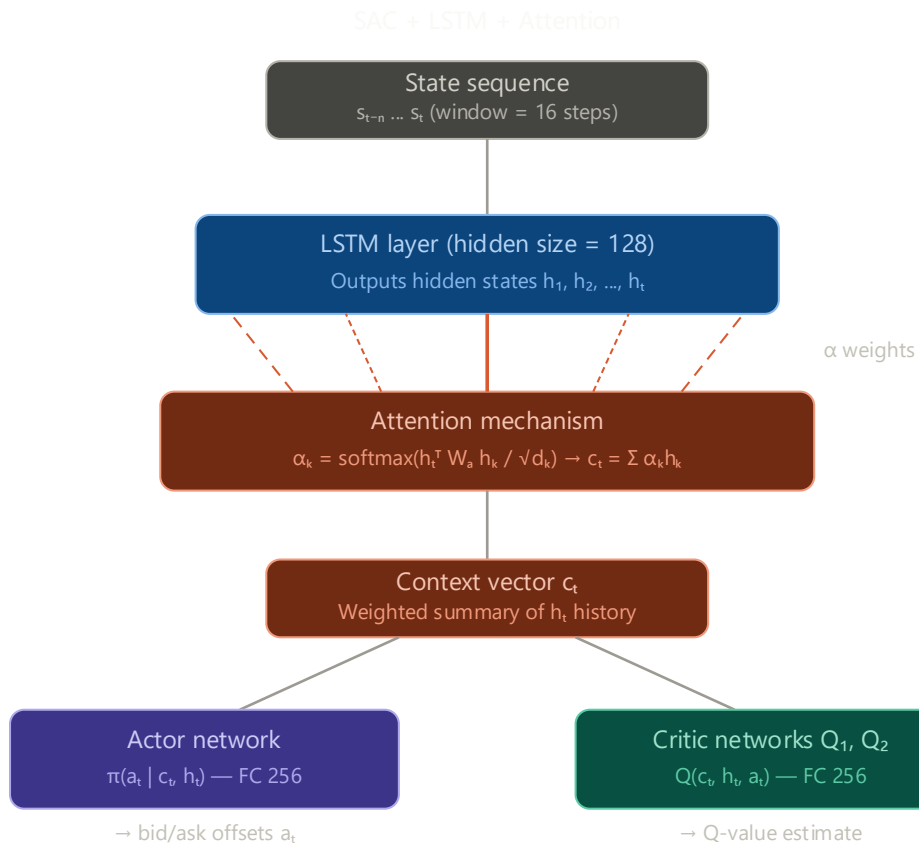 SAC + LSTM + Attention
State sequence
sₜ₋ₙ ... sₜ (window = 16 steps)
LSTM layer (hidden size = 128)
Outputs hidden states h₁, h₂, ..., hₜ
α weights
Attention mechanism
αₖ = softmax(hₜᵀ Wₐ hₖ / √dₖ) → cₜ = Σ αₖhₖ
Context vector cₜ
Weighted summary of hₜ history
Actor network
π(aₜ | cₜ, hₜ) — FC 256
→ bid/ask offsets aₜ
Critic networks Q₁, Q₂
Q(cₜ, hₜ, aₜ) — FC 256
→ Q-value estimate